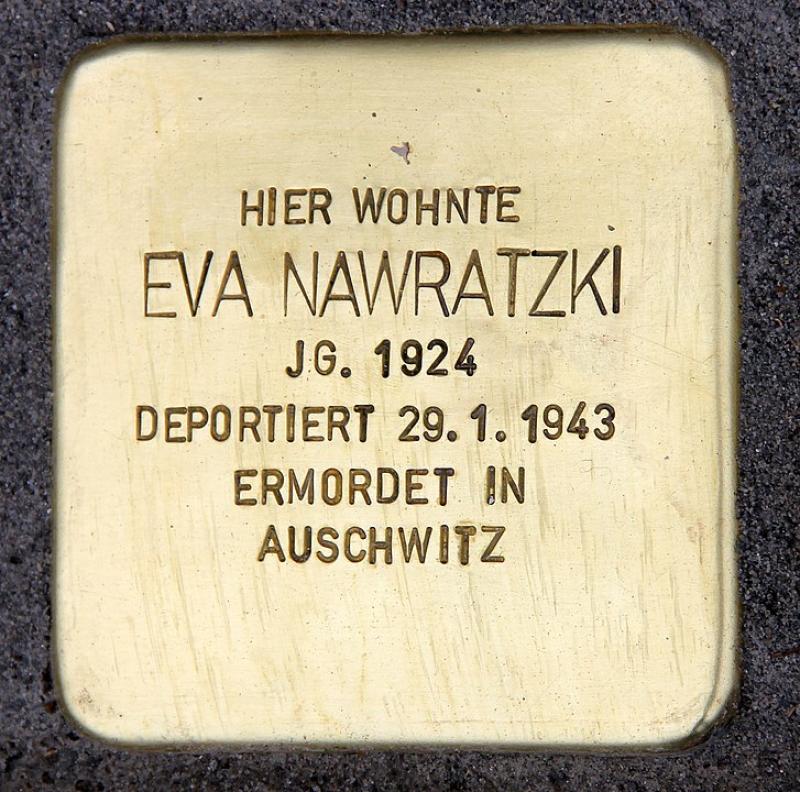 HIER WOHNTE
EVA NAWRATZKI
JG. 1924
DEPORTIERT 29.1.1943
ERMORDET IN
AUSCHWITZ